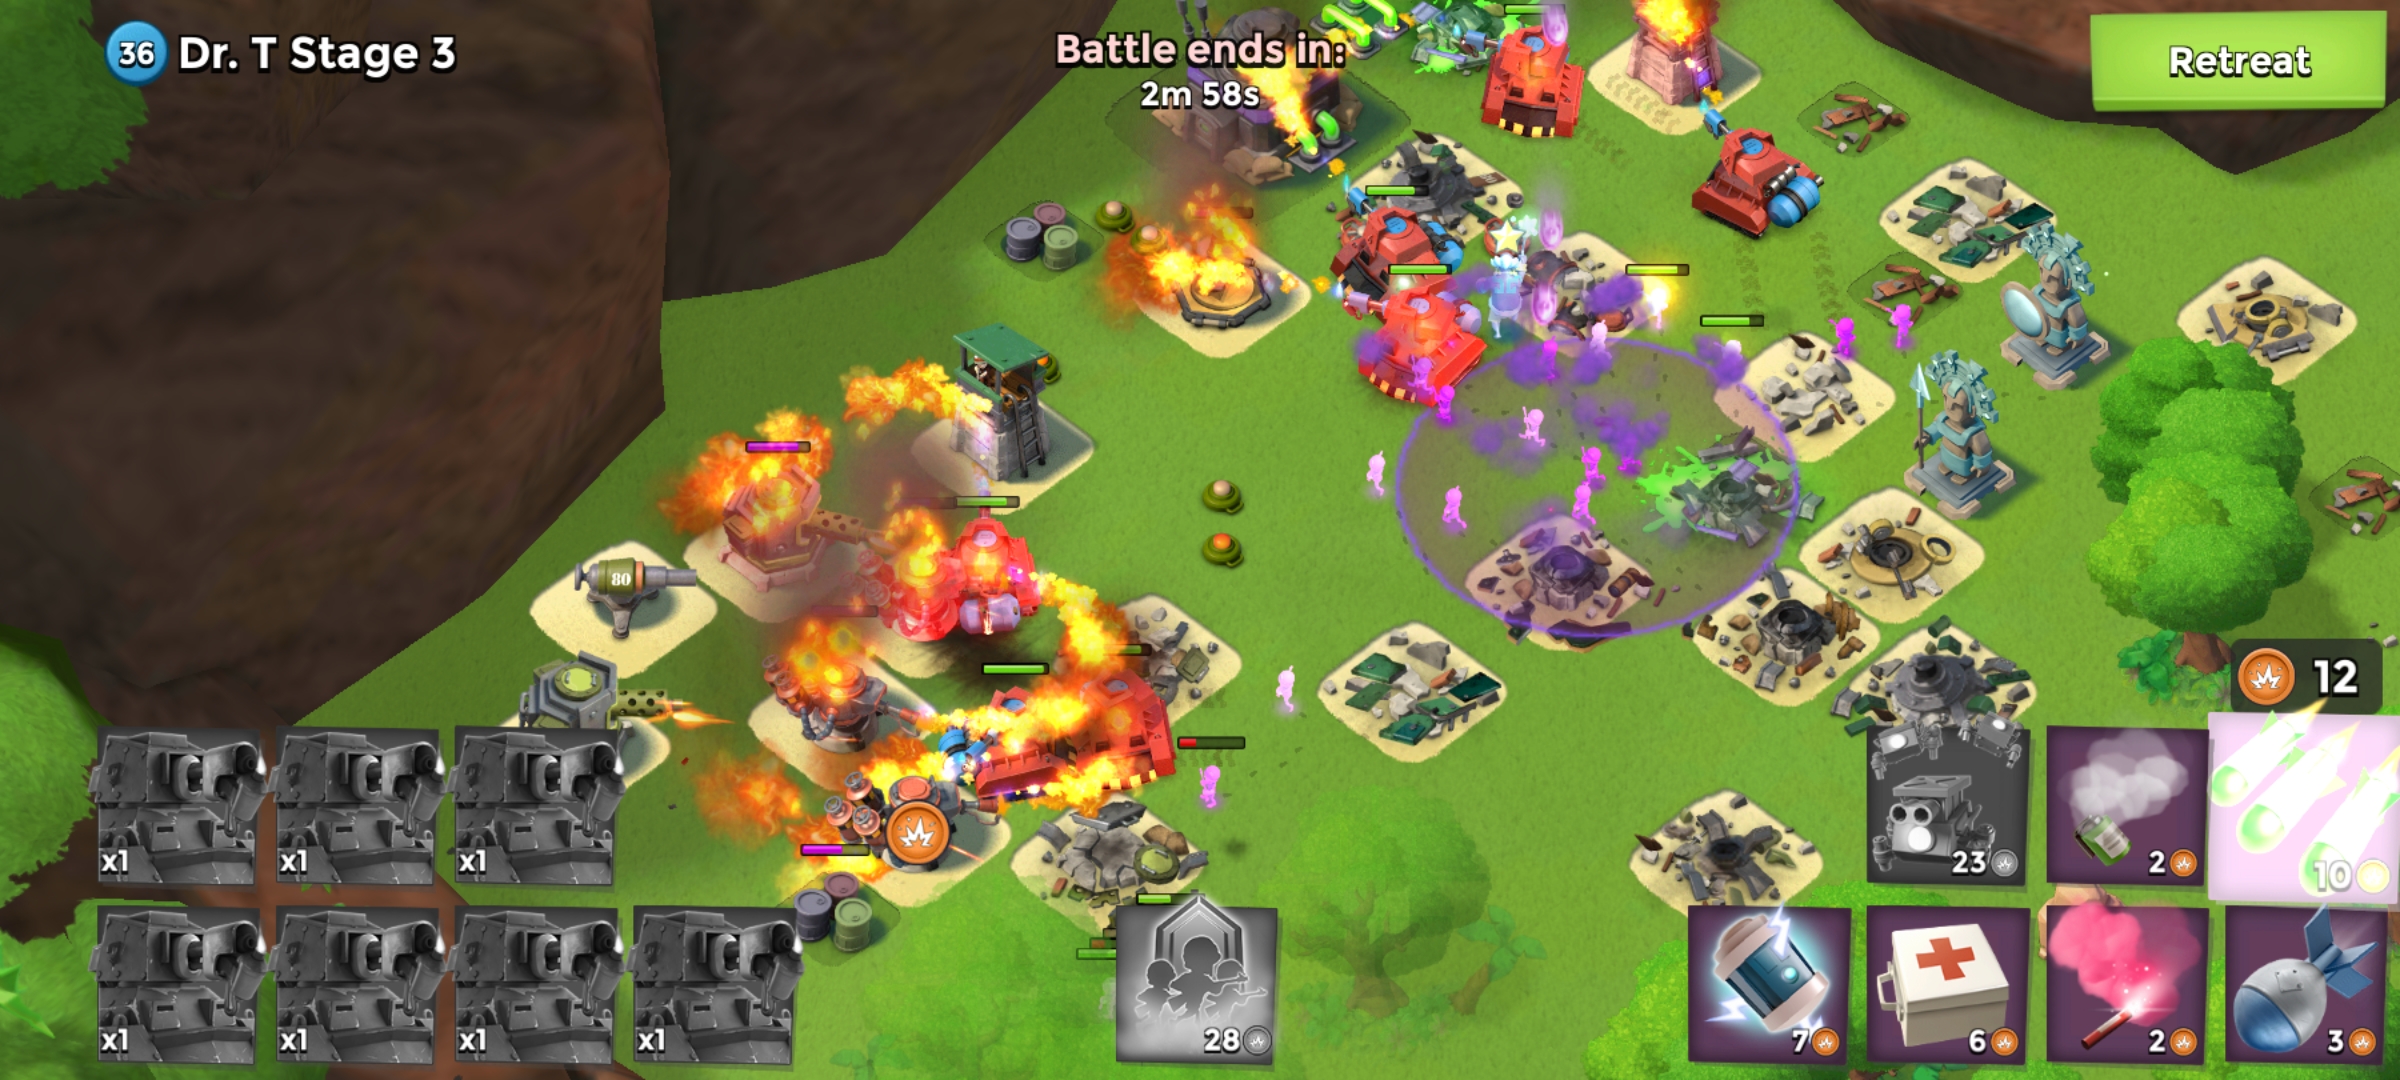 36 Dr. T Stage 3
Battle ends in:
2m 58s
Retreat
80
12
x1 x1 x1
23 2 10
x1 x1 x1 x1
28 7 6 2 3